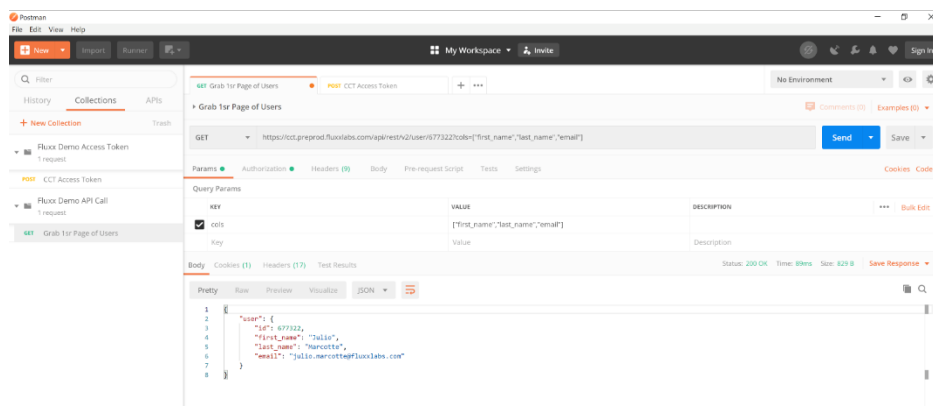 Postman
File Edit View Help
New Import Runner My Workspace Invite Sign In
Filter
History Collections APIs
+ New Collection Trash
Fluxx Demo Access Token
1 request
POST CCT Access Token
Fluxx Demo API Call
1 request
GET Grab 1sr Page of Users
GET Grab 1sr Page of Users POST CCT Access Token + ••• No Environment
Grab 1sr Page of Users Comments (0) Examples (0)
GET https://cct.preprod.fluxxlabs.com/api/rest/v2/user/677322?cols=["first_name","last_name","email"] Send Save
Params Authorization Headers (9) Body Pre-request Script Tests Settings Cookies Code
Query Params
KEY VALUE DESCRIPTION ••• Bulk Edit
cols ["first_name","last_name","email"]
Key Value Description
Body Cookies (1) Headers (17) Test Results Status: 200 OK Time: 89ms Size: 829 B Save Response
Pretty Raw Preview Visualize JSON
1 {
2 "user": {
3 "id": 677322,
4 "first_name": "Julio",
5 "last_name": "Marcotte",
6 "email": "julio.marcotte@fluxxlabs.com"
7 }
8 }